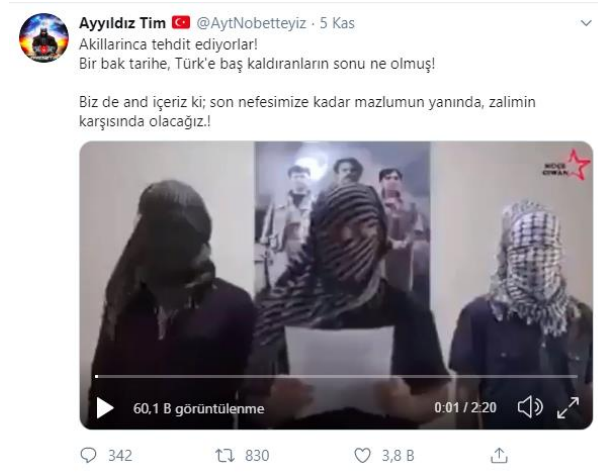 Ayyıldız Tim 🇹🇷 @AytNobetteyiz · 5 Kas
Akillarinca tehdit ediyorlar!
Bir bak tarihe, Türk'e baş kaldıranların sonu ne olmuş!
Biz de and içeriz ki; son nefesimize kadar mazlumun yanında, zalimin
karşısında olacağız.!
60,1 B görüntülenme
0:01 / 2:20
342 830 3,8 B